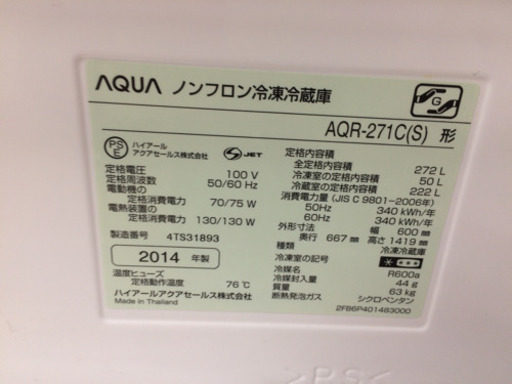 AQUA ノンフロン冷凍冷蔵庫
G
AQR-271C(S) 形
PS
E
ハイアール
アクアセールス株式会社
S-JET
定格電圧 100 V
定格周波数 50/60 Hz
電動機の
定格消費電力 70/75 W
電熱装置の
定格消費電力 130/130 W
製造番号 4TS31893
2014 年製
温度ヒューズ
定格動作温度 76℃
ハイアールアクアセールス株式会社
Made in Thailand
定格内容積
全定格内容積 272 L
冷凍室の定格内容積 50 L
冷蔵室の定格内容積 222 L
消費電力量 (JIS C 9801-2006年)
50Hz 340 kWh/年
60Hz 340 kWh/年
外形寸法 幅 600 mm
奥行 667 mm 高さ 1419 mm
種類 冷凍冷蔵庫
冷凍室の記号
冷媒名 R600a
冷媒封入量 44 g
質量 63 kg
断熱発泡ガス シクロペンタン
2FB6P401483000
>PS<